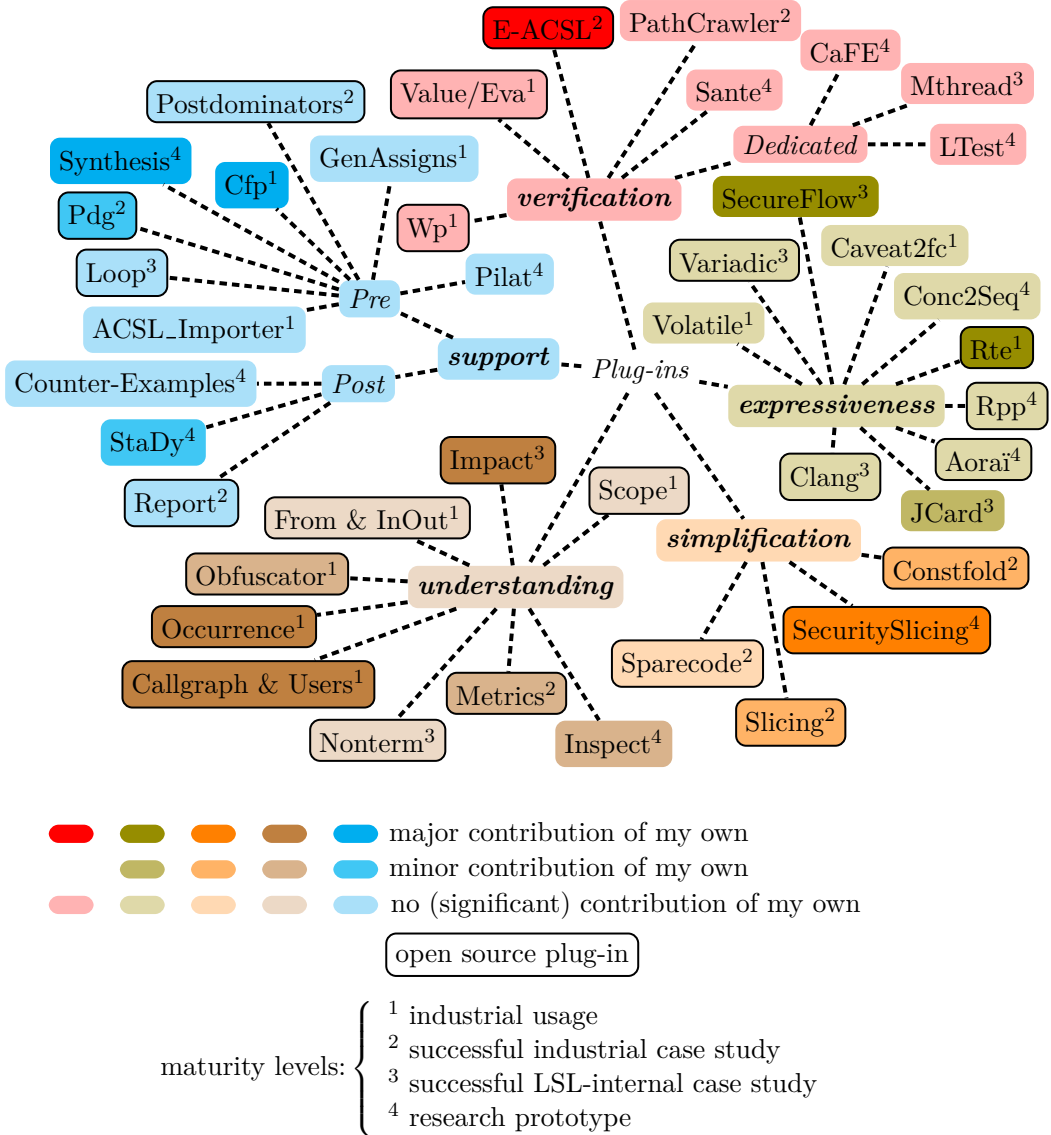 E-ACSL²
PathCrawler²
CaFE⁴
Value/Eva¹
Sante⁴
Mthread³
Postdominators²
Dedicated
LTest⁴
Synthesis⁴
GenAssigns¹
Cfp¹
verification
SecureFlow³
Pdg²
Wp¹
Caveat2fc¹
Loop³
Pilat⁴
Variadic³
Pre
Conc2Seq⁴
ACSL_Importer¹
Volatile¹
Rte¹
support
Plug-ins
Counter-Examples⁴
Post
expressiveness
Rpp⁴
StaDy⁴
Impact³
Aoraï⁴
Clang³
Scope¹
Report²
JCard³
From & InOut¹
simplification
Obfuscator¹
understanding
Constfold²
Occurrence¹
SecuritySlicing⁴
Sparecode²
Callgraph & Users¹
Metrics²
Slicing²
Nonterm³
Inspect⁴
major contribution of my own
minor contribution of my own
no (significant) contribution of my own
open source plug-in
¹ industrial usage
² successful industrial case study
maturity levels:
³ successful LSL-internal case study
⁴ research prototype